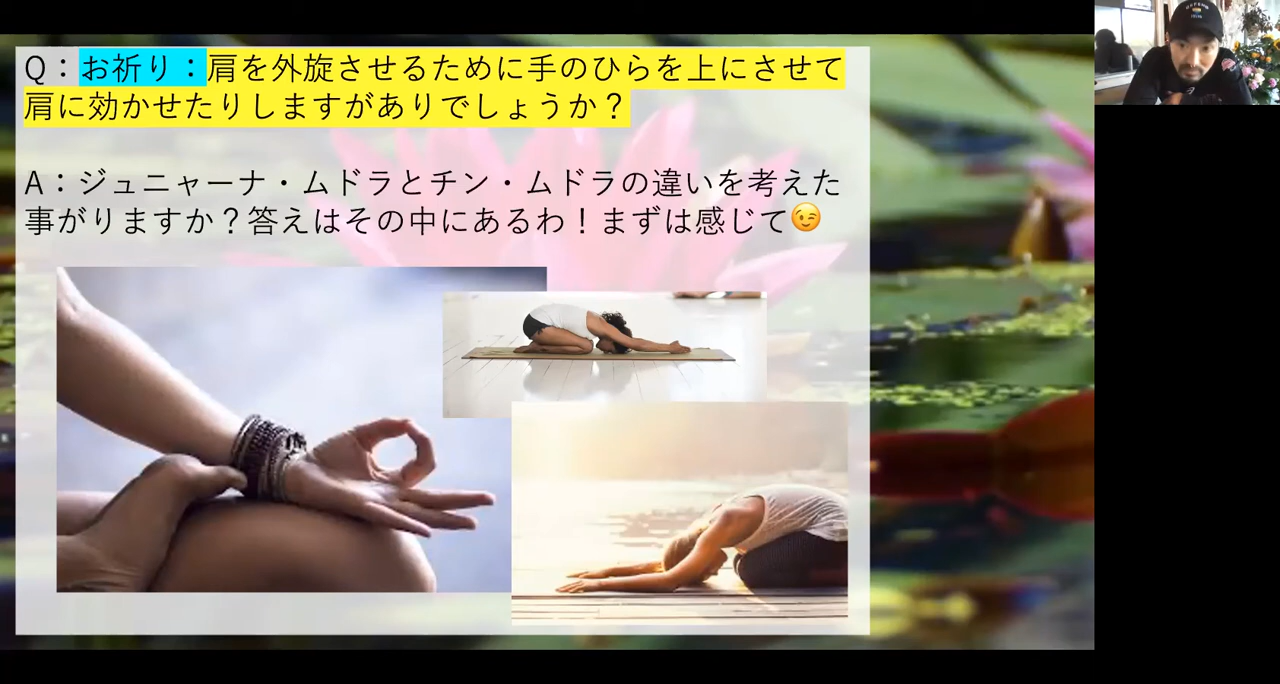 Q：お祈り：肩を外旋させるために手のひらを上にさせて
肩に効かせたりしますがありでしょうか？
A：ジュニャーナ・ムドラとチン・ムドラの違いを考えた
事がりますか？答えはその中にあるわ！まずは感じて😉